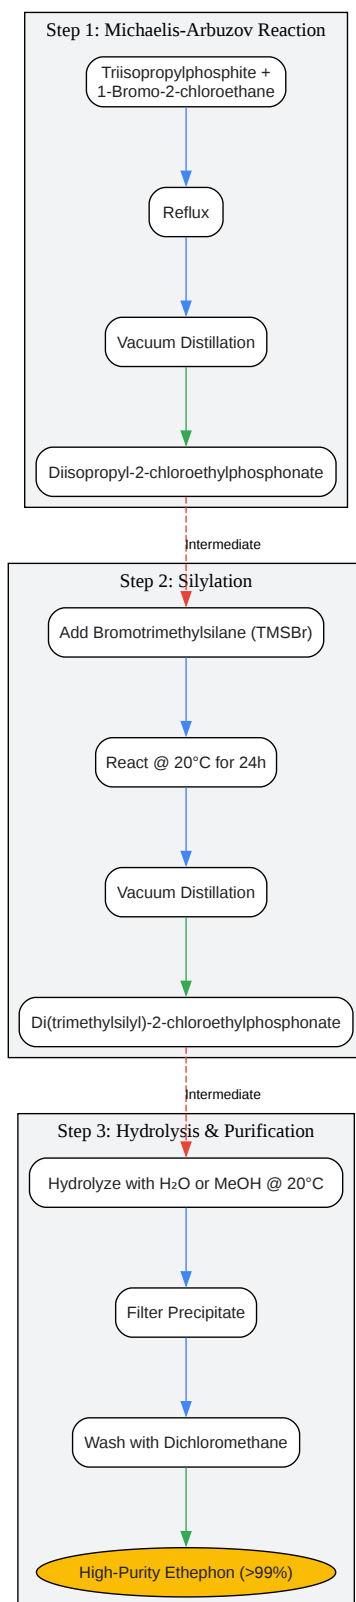 Step 1: Michaelis-Arbuzov Reaction
Triisopropylphosphite +
1-Bromo-2-chloroethane
Reflux
Vacuum Distillation
Diisopropyl-2-chloroethylphosphonate
Intermediate
Step 2: Silylation
Add Bromotrimethylsilane (TMSBr)
React @ 20°C for 24h
Vacuum Distillation
Di(trimethylsilyl)-2-chloroethylphosphonate
Intermediate
Step 3: Hydrolysis & Purification
Hydrolyze with H₂O or MeOH @ 20°C
Filter Precipitate
Wash with Dichloromethane
High-Purity Ethephon (>99%)